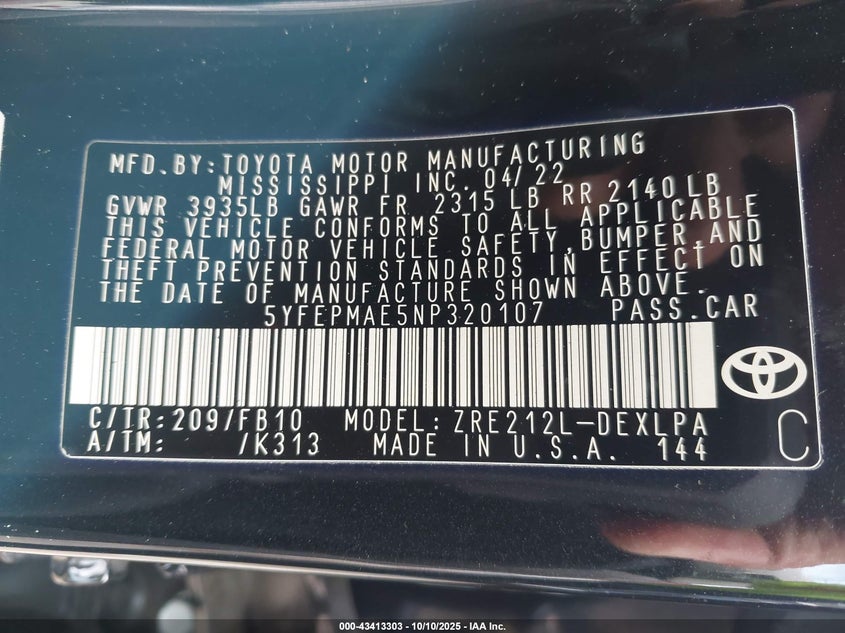 MFD.BY:TOYOTA MOTOR MANUFACTURING
MISSISSIPPI INC. 04/22
GVWR 3935LB GAWR FR 2315 LB RR 2140 LB
THIS VEHICLE CONFORMS TO ALL APPLICABLE
FEDERAL MOTOR VEHICLE SAFETY,BUMPER,AND
THEFT PREVENTION STANDARDS IN EFFECT ON
THE DATE OF MANUFACTURE SHOWN ABOVE.
5YFEPMAE5NP320107 PASS.CAR
C/TR:209/FB10 MODEL:ZRE212L-DEXLPA
A/TM: /K313 MADE IN U.S.A. 144
C
000-43413303 - 10/10/2025 - IAA Inc.